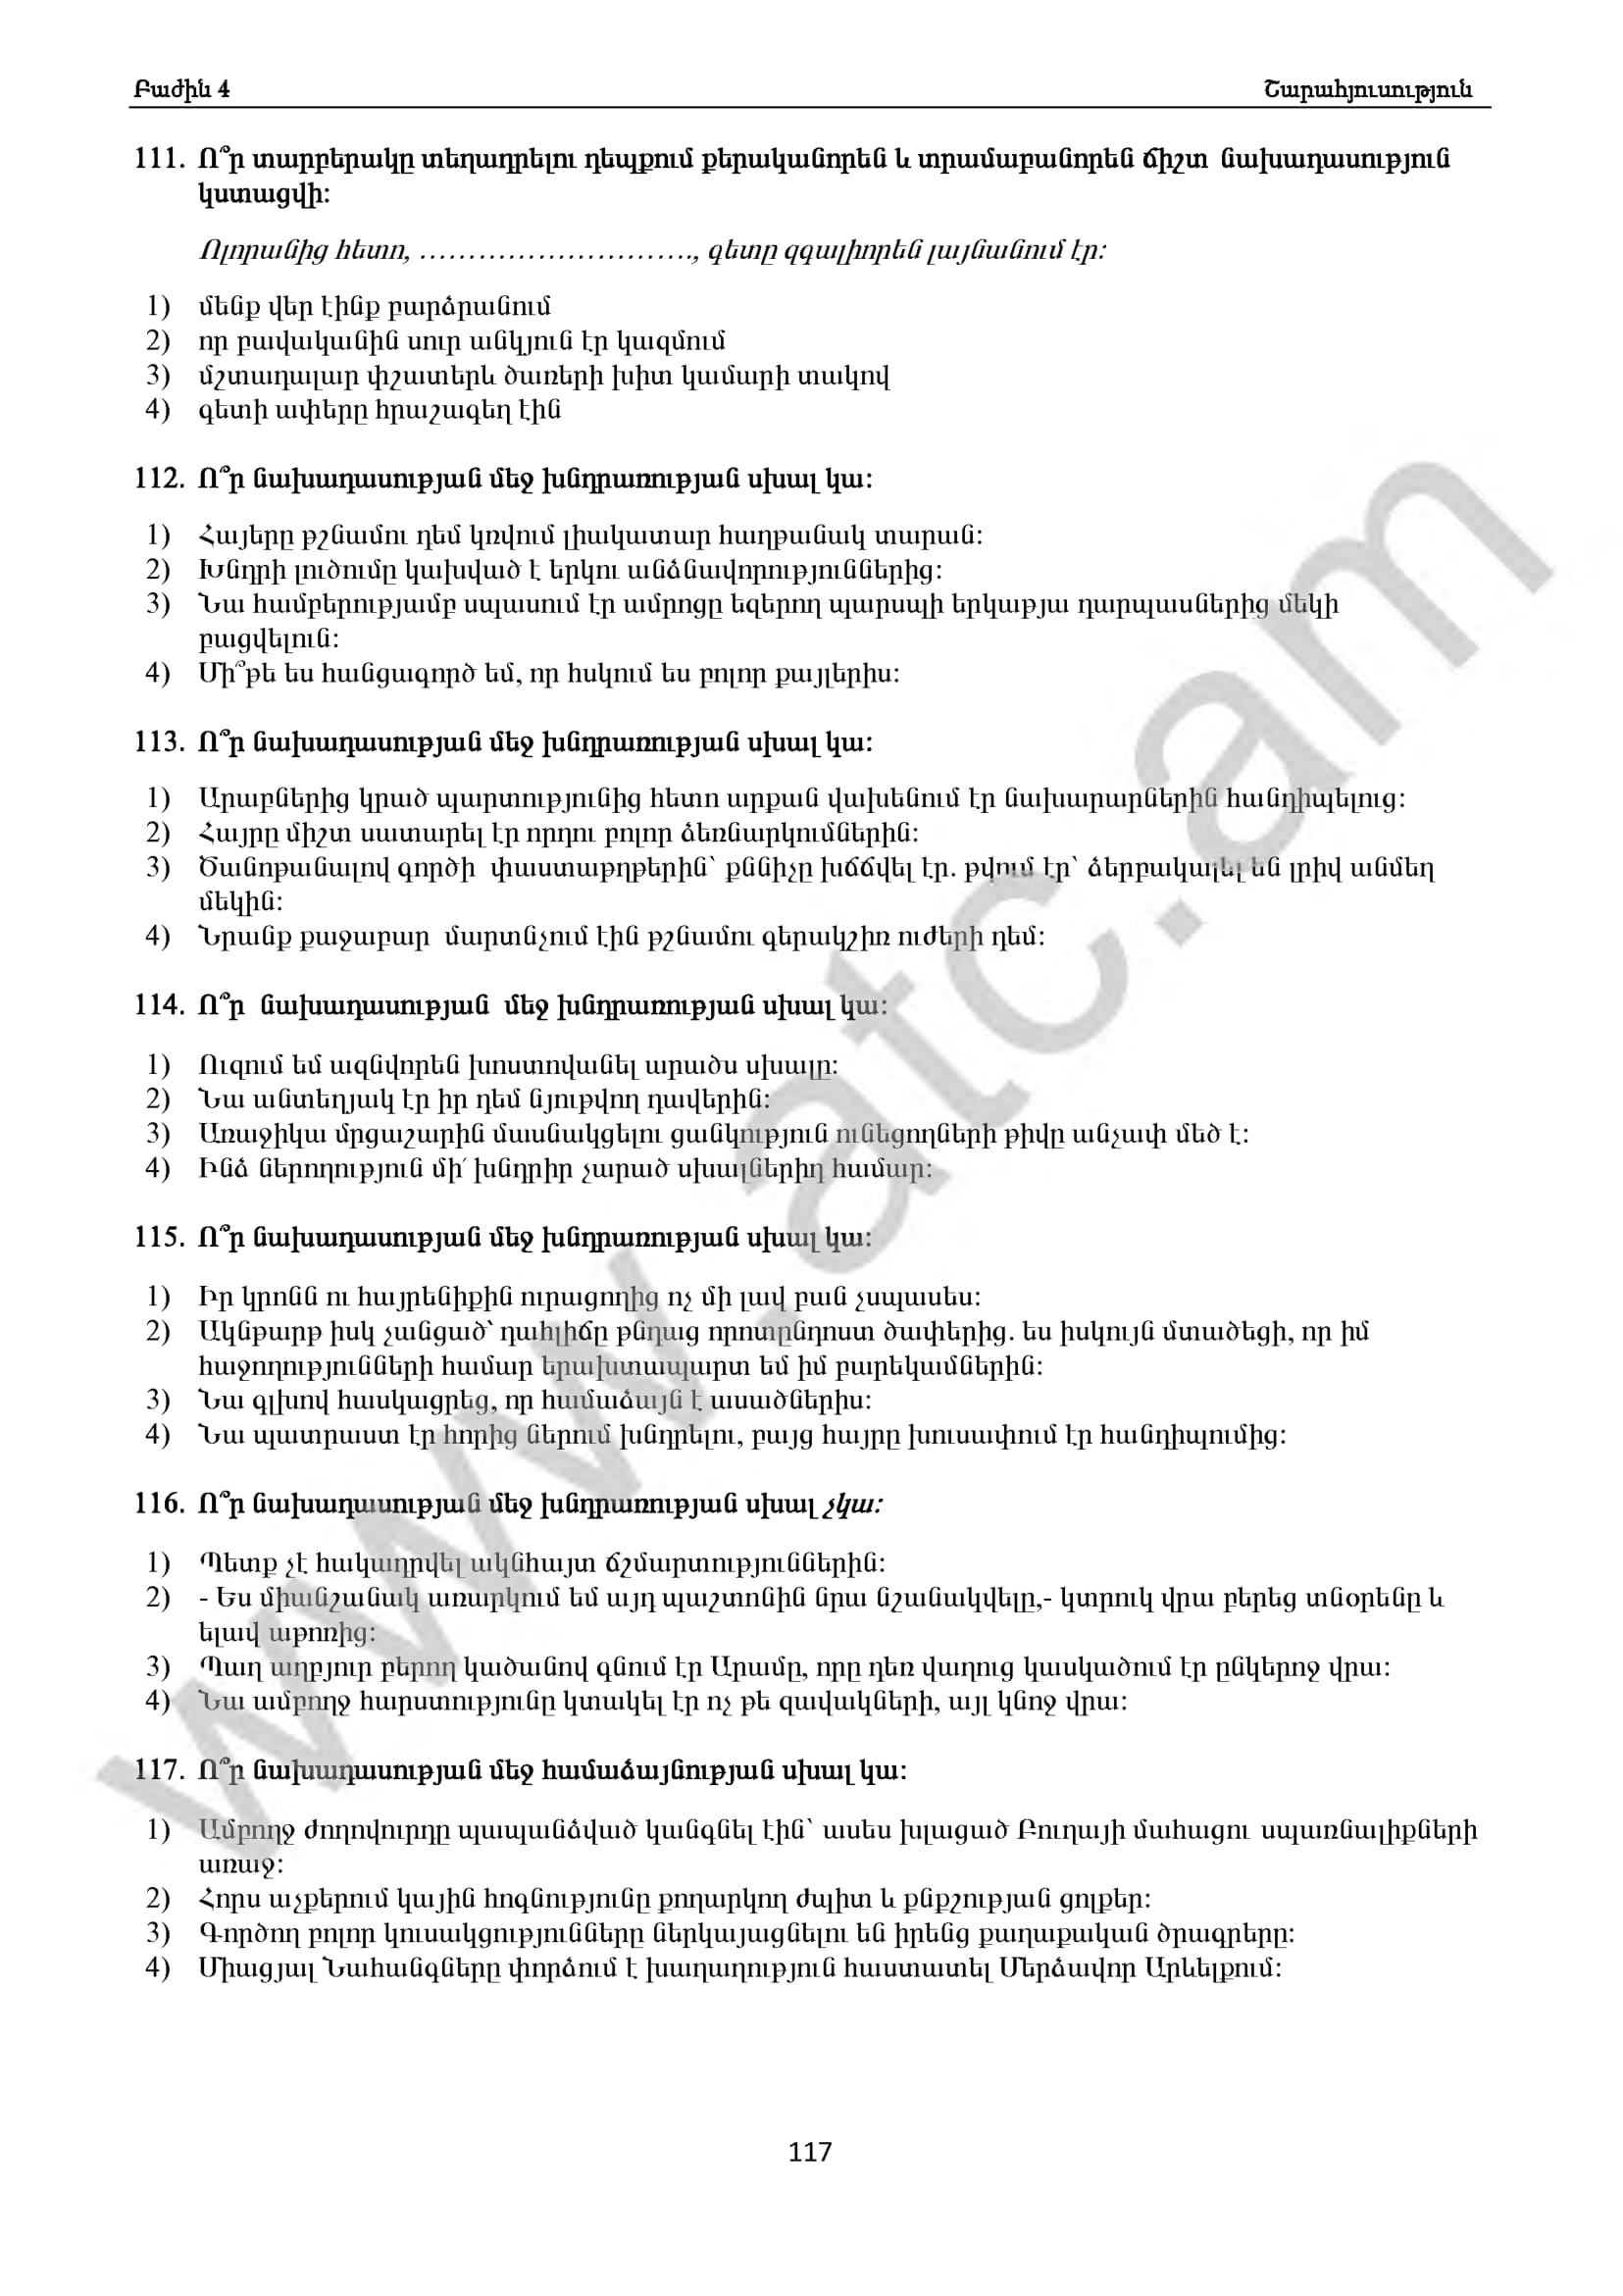 Բաժին 4 Շարահյուսություն
111. Ո՞ր տարբերակը տեղադրելու դեպքում քերականորեն և տրամաբանորեն ճիշտ նախադասություն
կստացվի:
Ոլորանից հետո, ..........................., գետը զգալիորեն լայնանում էր:
1) մենք վեր էինք բարձրանում
2) որ բավականին սուր անկյուն էր կազմում
3) մշտադալար փշատերև ծառերի խիտ կամարի տակով
4) գետի ափերը հրաշագեղ էին
112. Ո՞ր նախադասության մեջ խնդրառության սխալ կա:
1) Հայերը թշնամու դեմ կռվում լիակատար հաղթանակ տարան:
2) Խնդրի լուծումը կախված է երկու անձնավորություններից:
3) Նա համբերությամբ սպասում էր ամրոցը եզերող պարսպի երկաթյա դարպասներից մեկի
բացվելուն:
4) Մի՞թե ես հանցագործ եմ, որ հսկում ես բոլոր քայլերիս:
113. Ո՞ր նախադասության մեջ խնդրառության սխալ կա:
1) Արաբներից կրած պարտությունից հետո արքան վախենում էր նախարարներին հանդիպելուց:
2) Հայրը միշտ սատարել էր որդու բոլոր ձեռնարկումներին:
3) Ծանոթանալով գործի փաստաթղթերին՝ քննիչը խճճվել էր. թվում էր՝ ձերբակալել են լրիվ անմեղ
մեկին:
4) Նրանք քաջաբար մարտնչում էին թշնամու գերակշիռ ուժերի դեմ:
114. Ո՞ր նախադասության մեջ խնդրառության սխալ կա:
1) Ուզում եմ ազնվորեն խոստովանել արածս սխալը:
2) Նա անտեղյակ էր իր դեմ նյութվող դավերին:
3) Առաջիկա մրցաշարին մասնակցելու ցանկություն ունեցողների թիվը անչափ մեծ է:
4) Ինձ ներողություն մի՛ խնդրիր չարած սխալներիդ համար:
115. Ո՞ր նախադասության մեջ խնդրառության սխալ կա:
1) Իր կրոնն ու հայրենիքին ուրացողից ոչ մի լավ բան չսպասես:
2) Ակնթարթ իսկ չանցած՝ դահլիճը թնդաց որոտընդոստ ծափերից. ես իսկույն մտածեցի, որ իմ
հաջողությունների համար երախտապարտ եմ իմ բարեկամներին:
3) Նա գլխով հասկացրեց, որ համաձայն է ասածներիս:
4) Նա պատրաստ էր հորից ներում խնդրելու, բայց հայրը խուսափում էր հանդիպումից:
116. Ո՞ր նախադասության մեջ խնդրառության սխալ չկա:
1) Պետք չէ հակադրվել ակնհայտ ճշմարտություններին:
2) - Ես միանշանակ առարկում եմ այդ պաշտոնին նրա նշանակվելը,- կտրուկ վրա բերեց տնօրենը և
ելավ աթոռից:
3) Պաղ աղբյուր բերող կածանով գնում էր Արամը, որը դեռ վաղուց կասկածում էր ընկերոջ վրա:
4) Նա ամբողջ հարստությունը կտակել էր ոչ թե զավակների, այլ կնոջ վրա:
117. Ո՞ր նախադասության մեջ համաձայնության սխալ կա:
1) Ամբողջ ժողովուրդը պապանձված կանգնել էին՝ ասես խլացած Բուղայի մահացու սպառնալիքների
առաջ:
2) Հորս աչքերում կային հոգնությունը քողարկող ժպիտ և քնքշության ցոլքեր:
3) Գործող բոլոր կուսակցությունները ներկայացնելու են իրենց քաղաքական ծրագրերը:
4) Միացյալ Նահանգները փորձում է խաղաղություն հաստատել Մերձավոր Արևելքում:
www.atc.am
117